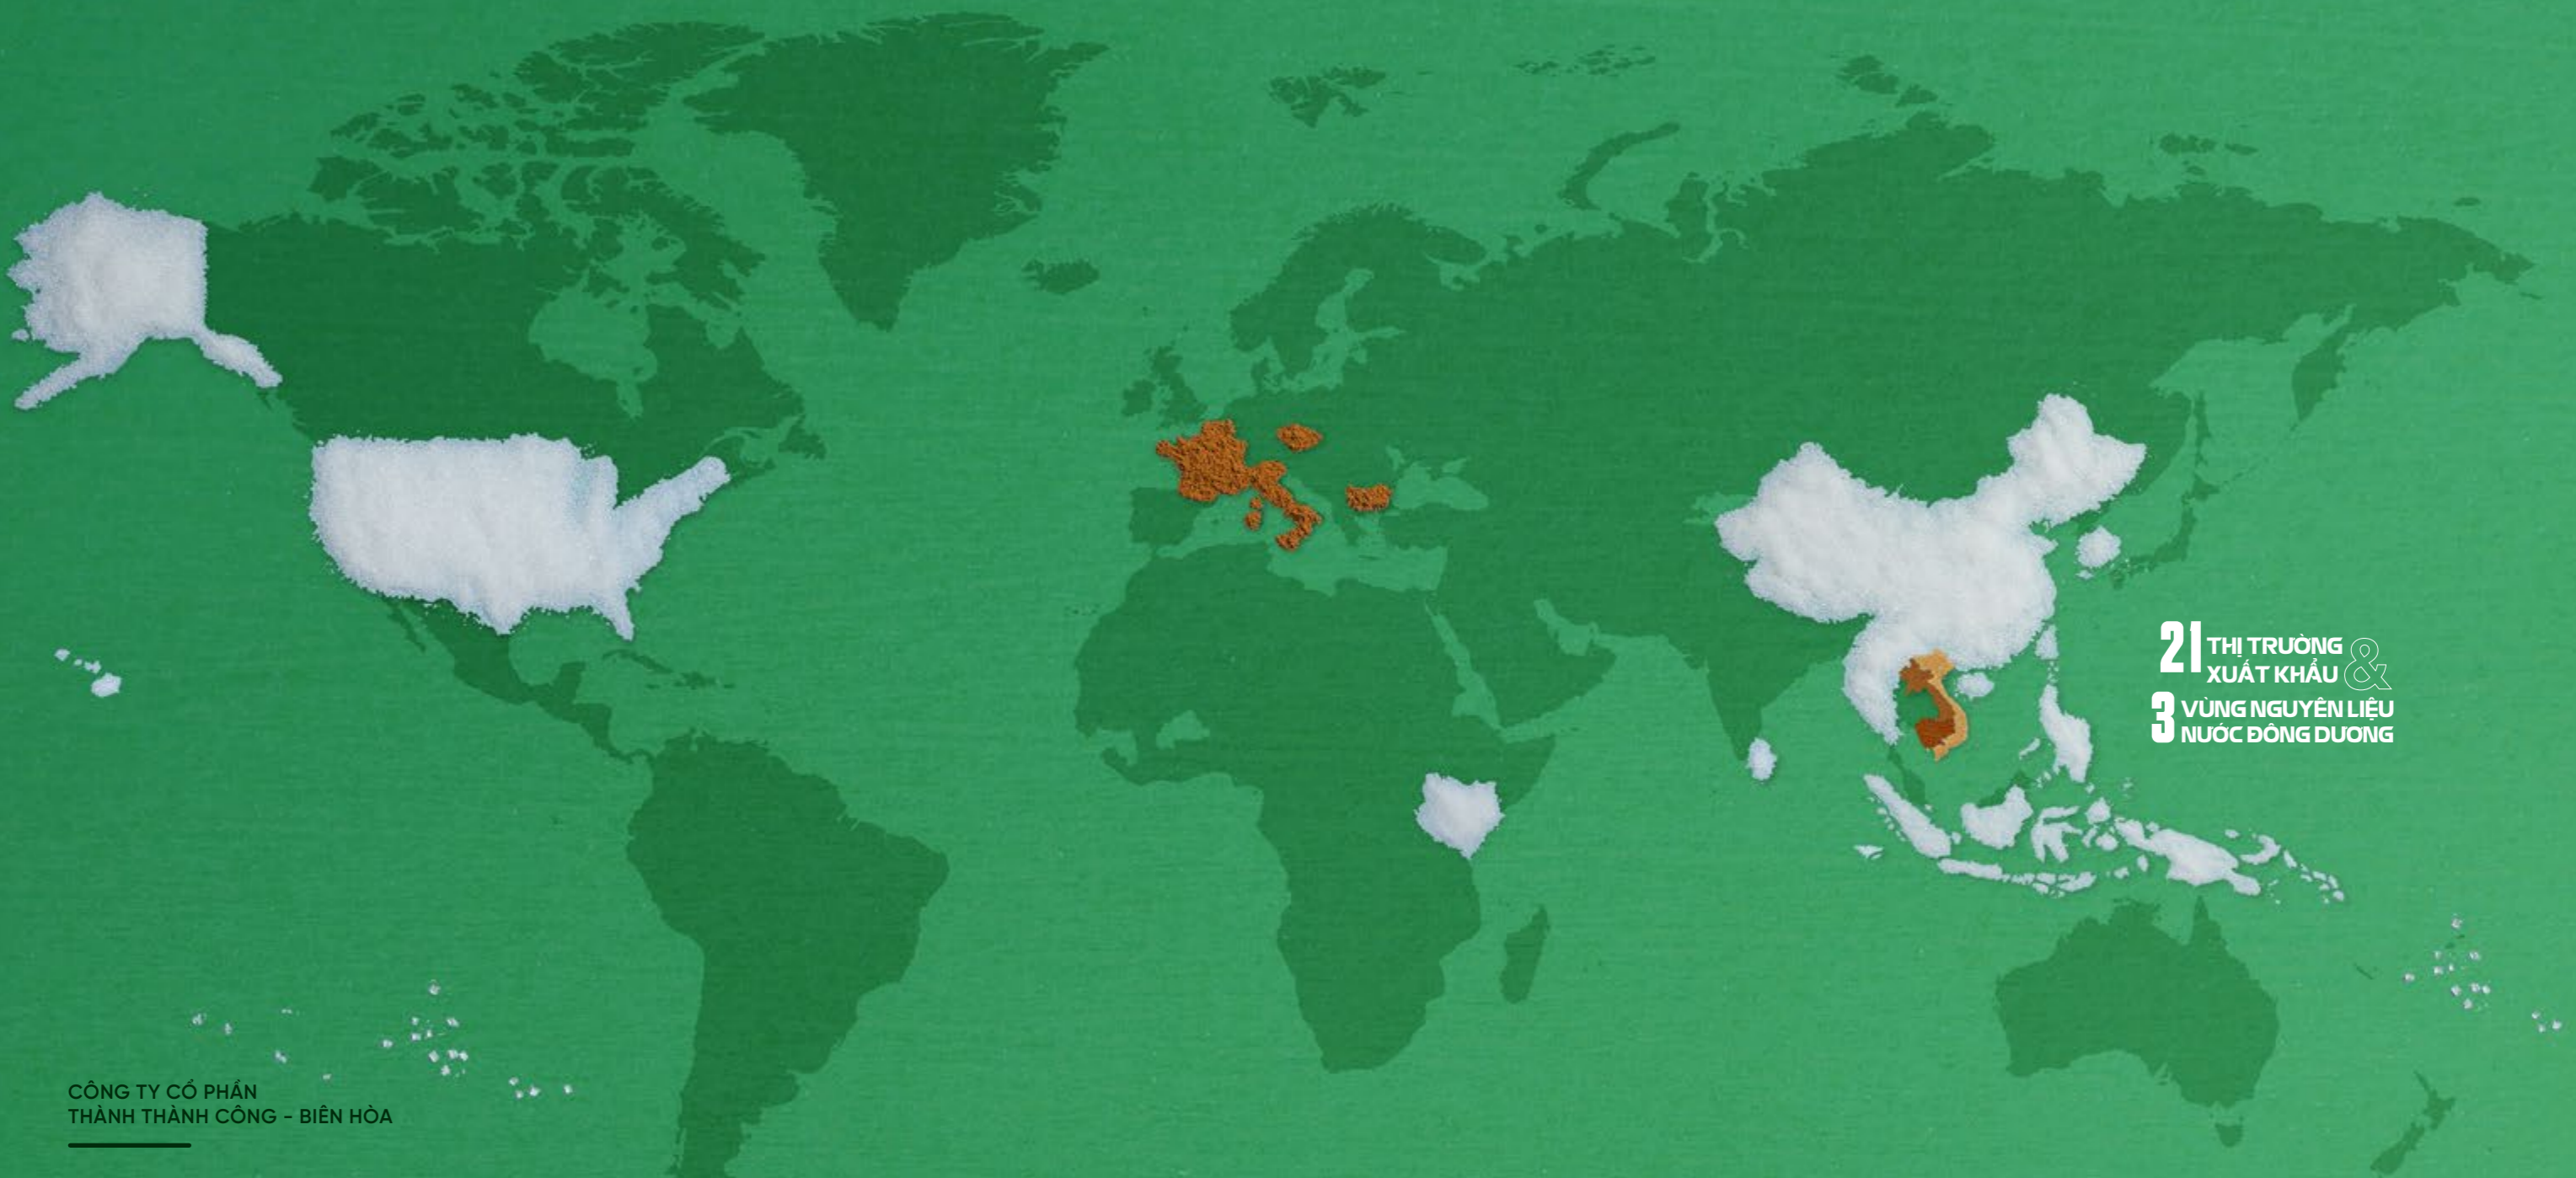 21 THỊ TRƯỜNG
XUẤT KHẨU &
3 VÙNG NGUYÊN LIỆU
NƯỚC ĐÔNG DƯƠNG
CÔNG TY CỔ PHẦN
THÀNH THÀNH CÔNG - BIÊN HÒA